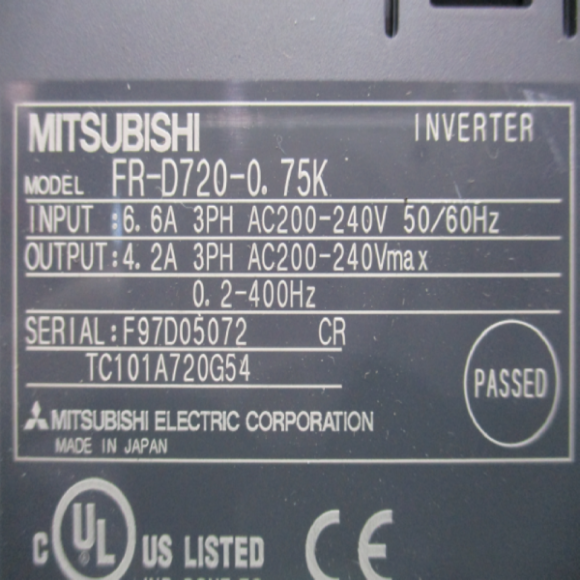 MITSUBISHI INVERTER
MODEL FR-D720-0.75K
INPUT :6.6A 3PH AC200-240V 50/60Hz
OUTPUT:4.2A 3PH AC200-240Vmax
0.2-400Hz
SERIAL:F97D05072 CR
TC101A720G54
PASSED
MITSUBISHI ELECTRIC CORPORATION
MADE IN JAPAN
C UL US LISTED
CE